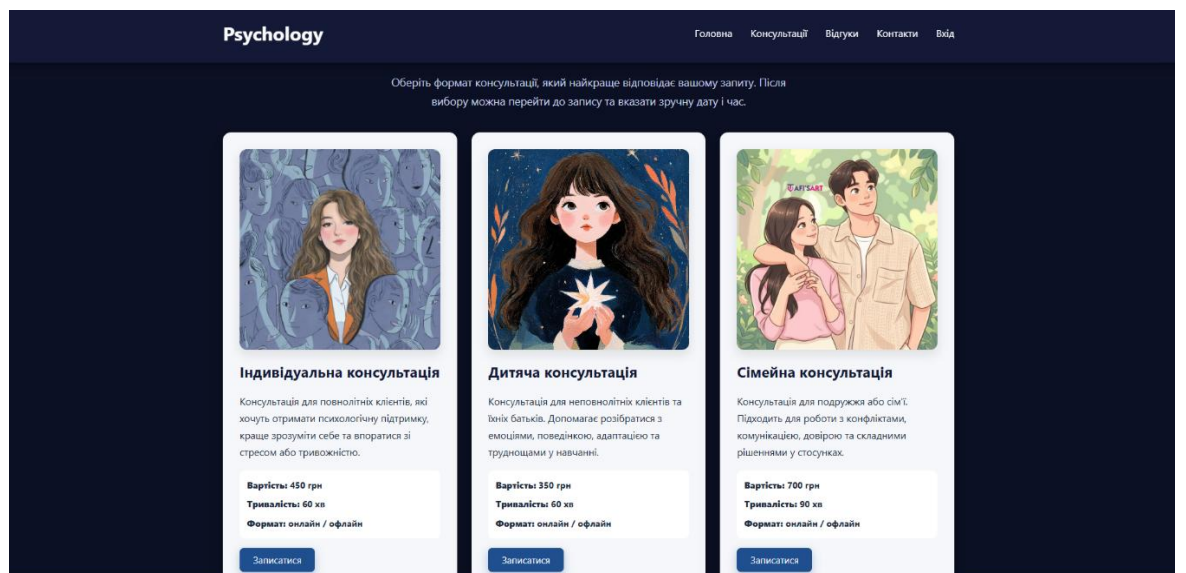 Psychology
Головна Консультації Відгуки Контакти Вхід
Оберіть формат консультації, який найкраще відповідає вашому запиту. Після
вибору можна перейти до запису та вказати зручну дату і час.
AFI'SART
Індивідуальна консультація
Консультація для повнолітніх клієнтів, які
хочуть отримати психологічну підтримку,
краще зрозуміти себе та впоратися зі
стресом або тривожністю.
Вартість: 450 грн
Тривалість: 60 хв
Формат: онлайн / офлайн
Записатися
Дитяча консультація
Консультація для неповнолітніх клієнтів та
їхніх батьків. Допомагає розібратися з
емоціями, поведінкою, адаптацією та
труднощами у навчанні.
Вартість: 350 грн
Тривалість: 60 хв
Формат: онлайн / офлайн
Записатися
Сімейна консультація
Консультація для подружжя або сім'ї.
Підходить для роботи з конфліктами,
комунікацією, довірою та складними
рішеннями у стосунках.
Вартість: 700 грн
Тривалість: 90 хв
Формат: онлайн / офлайн
Записатися